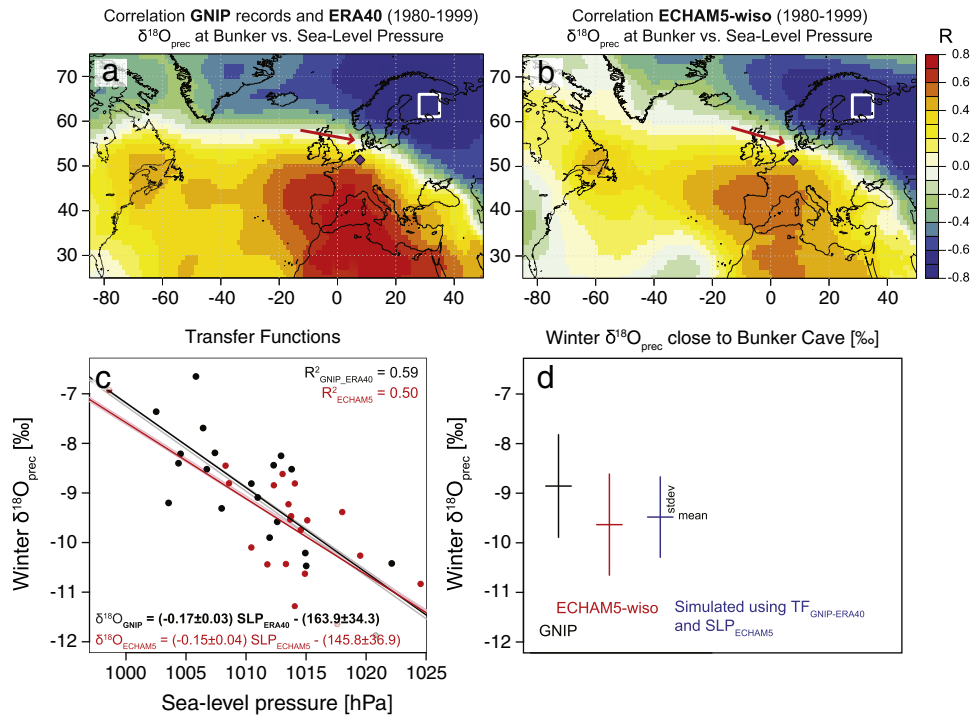 Correlation GNIP records and ERA40 (1980-1999)
δ18Oprec at Bunker vs. Sea-Level Pressure
Correlation ECHAM5-wiso (1980-1999)
δ18Oprec at Bunker vs. Sea-Level Pressure
R
a
70
60
50
40
30
-80 -60 -40 -20 0 20 40
b
70
60
50
40
30
-80 -60 -40 -20 0 20 40
0.8
0.8
0.6
0.4
0.2
0.0
-0.2
-0.4
-0.6
-0.8
-0.8
Transfer Functions
c
R2GNIP_ERA40 = 0.59
R2ECHAM5 = 0.50
Winter δ18Oprec [‰]
-7
-8
-9
-10
-11
-12
δ18OGNIP = (-0.17±0.03) SLPERA40 - (163.9±34.3)
δ18OECHAM5 = (-0.15±0.04) SLPECHAM5 - (145.8±36.9)
1000 1005 1010 1015 1020 1025
Sea-level pressure [hPa]
Winter δ18Oprec close to Bunker Cave [‰]
d
Winter δ18Oprec [‰]
-7
-8
-9
-10
-11
-12
stdev
mean
ECHAM5-wiso
GNIP
Simulated using TFGNIP-ERA40
and SLPECHAM5